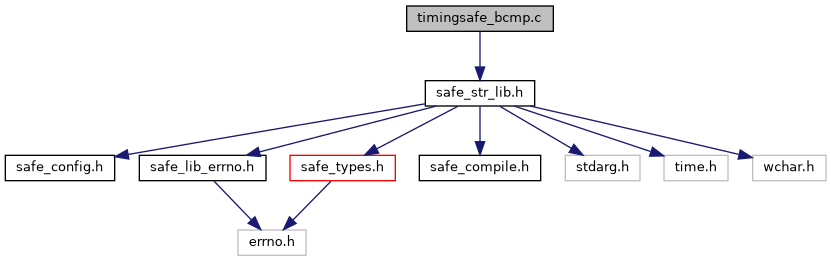 timingsafe_bcmp.c
safe_str_lib.h
safe_config.h
safe_lib_errno.h
safe_types.h
safe_compile.h
stdarg.h
time.h
wchar.h
errno.h